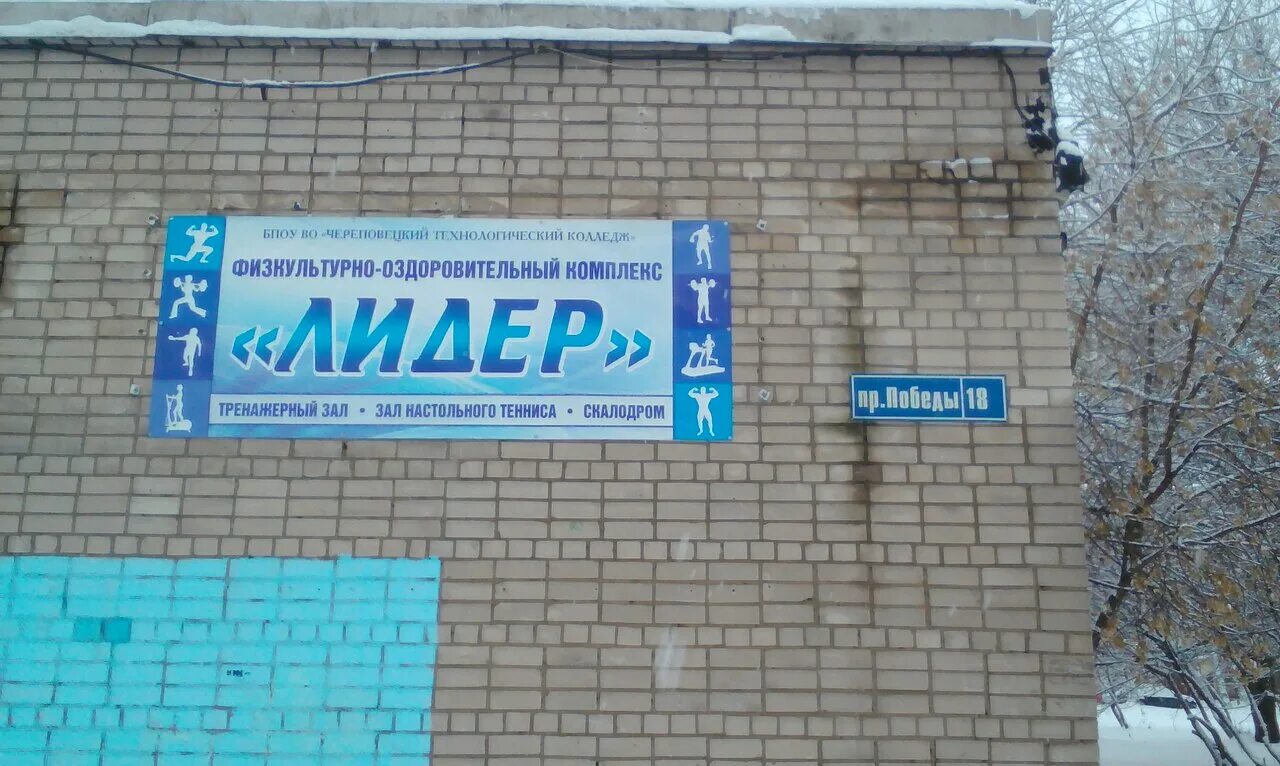 БПОУ ВО «ЧЕРЕПОВЕЦКИЙ ТЕХНОЛОГИЧЕСКИЙ КОЛЛЕДЖ»
ФИЗКУЛЬТУРНО-ОЗДОРОВИТЕЛЬНЫЙ КОМПЛЕКС
«ЛИДЕР»
ТРЕНАЖЕРНЫЙ ЗАЛ • ЗАЛ НАСТОЛЬНОГО ТЕННИСА • СКАЛОДРОМ
пр.Победы 18